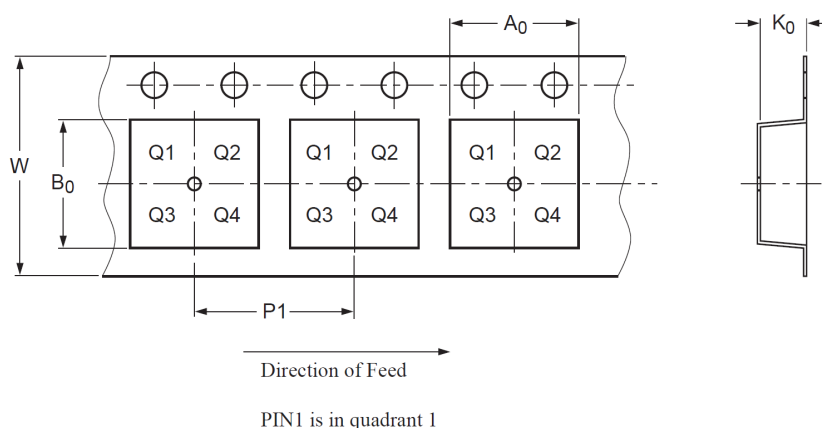 A0
K0
W
B0
Q1 Q2 Q1 Q2 Q1 Q2
Q3 Q4 Q3 Q4 Q3 Q4
P1
Direction of Feed
PIN1 is in quadrant 1